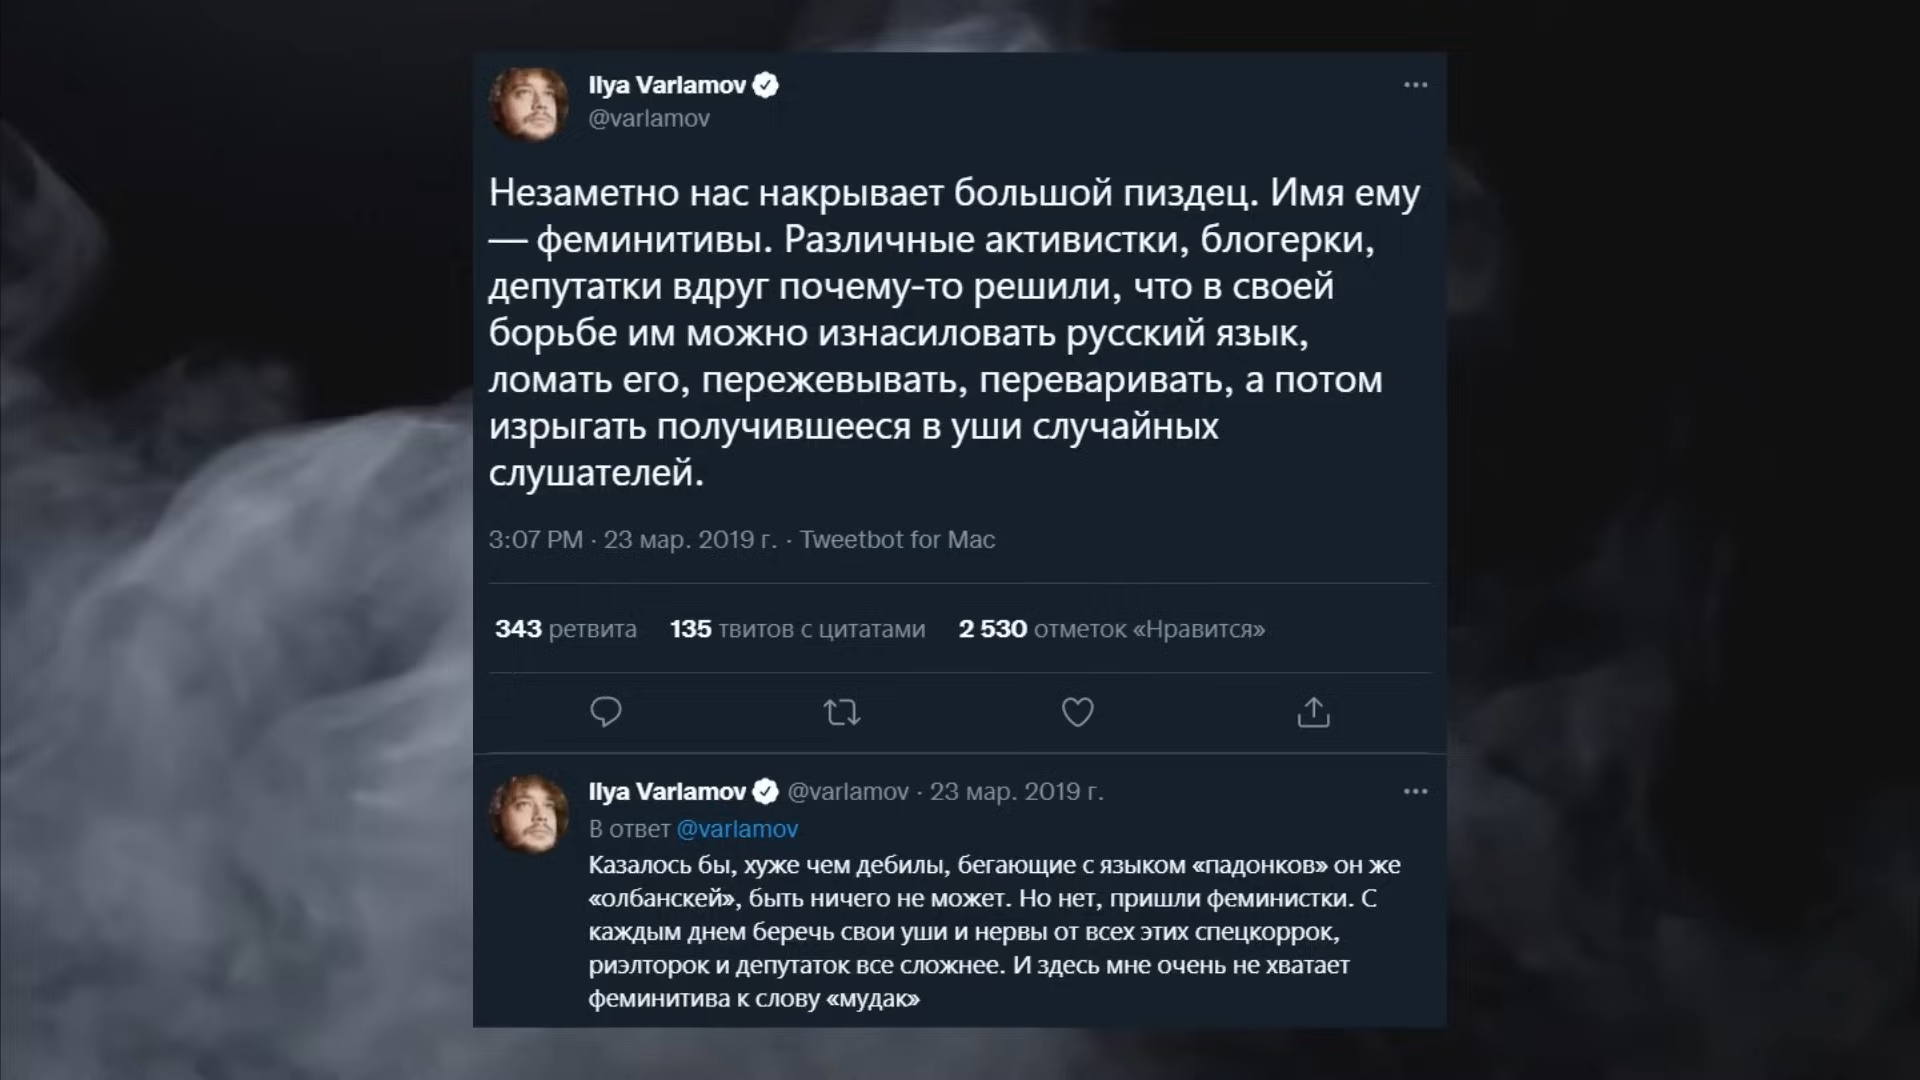 Ilya Varlamov
@varlamov
Незаметно нас накрывает большой пиздец. Имя ему
— феминитивы. Различные активистки, блогерки,
депутатки вдруг почему-то решили, что в своей
борьбе им можно изнасиловать русский язык,
ломать его, пережевывать, переваривать, а потом
изрыгать получившееся в уши случайных
слушателей.
3:07 PM · 23 мар. 2019 г. · Tweetbot for Mac
343 ретвита 135 твитов с цитатами 2 530 отметок «Нравится»
Ilya Varlamov @varlamov · 23 мар. 2019 г.
В ответ @varlamov
Казалось бы, хуже чем дебилы, бегающие с языком «падонков» он же
«олбанскей», быть ничего не может. Но нет, пришли феминистки. С
каждым днем беречь свои уши и нервы от всех этих спецкоррок,
риэлторок и депутаток все сложнее. И здесь мне очень не хватает
феминитива к слову «мудак»